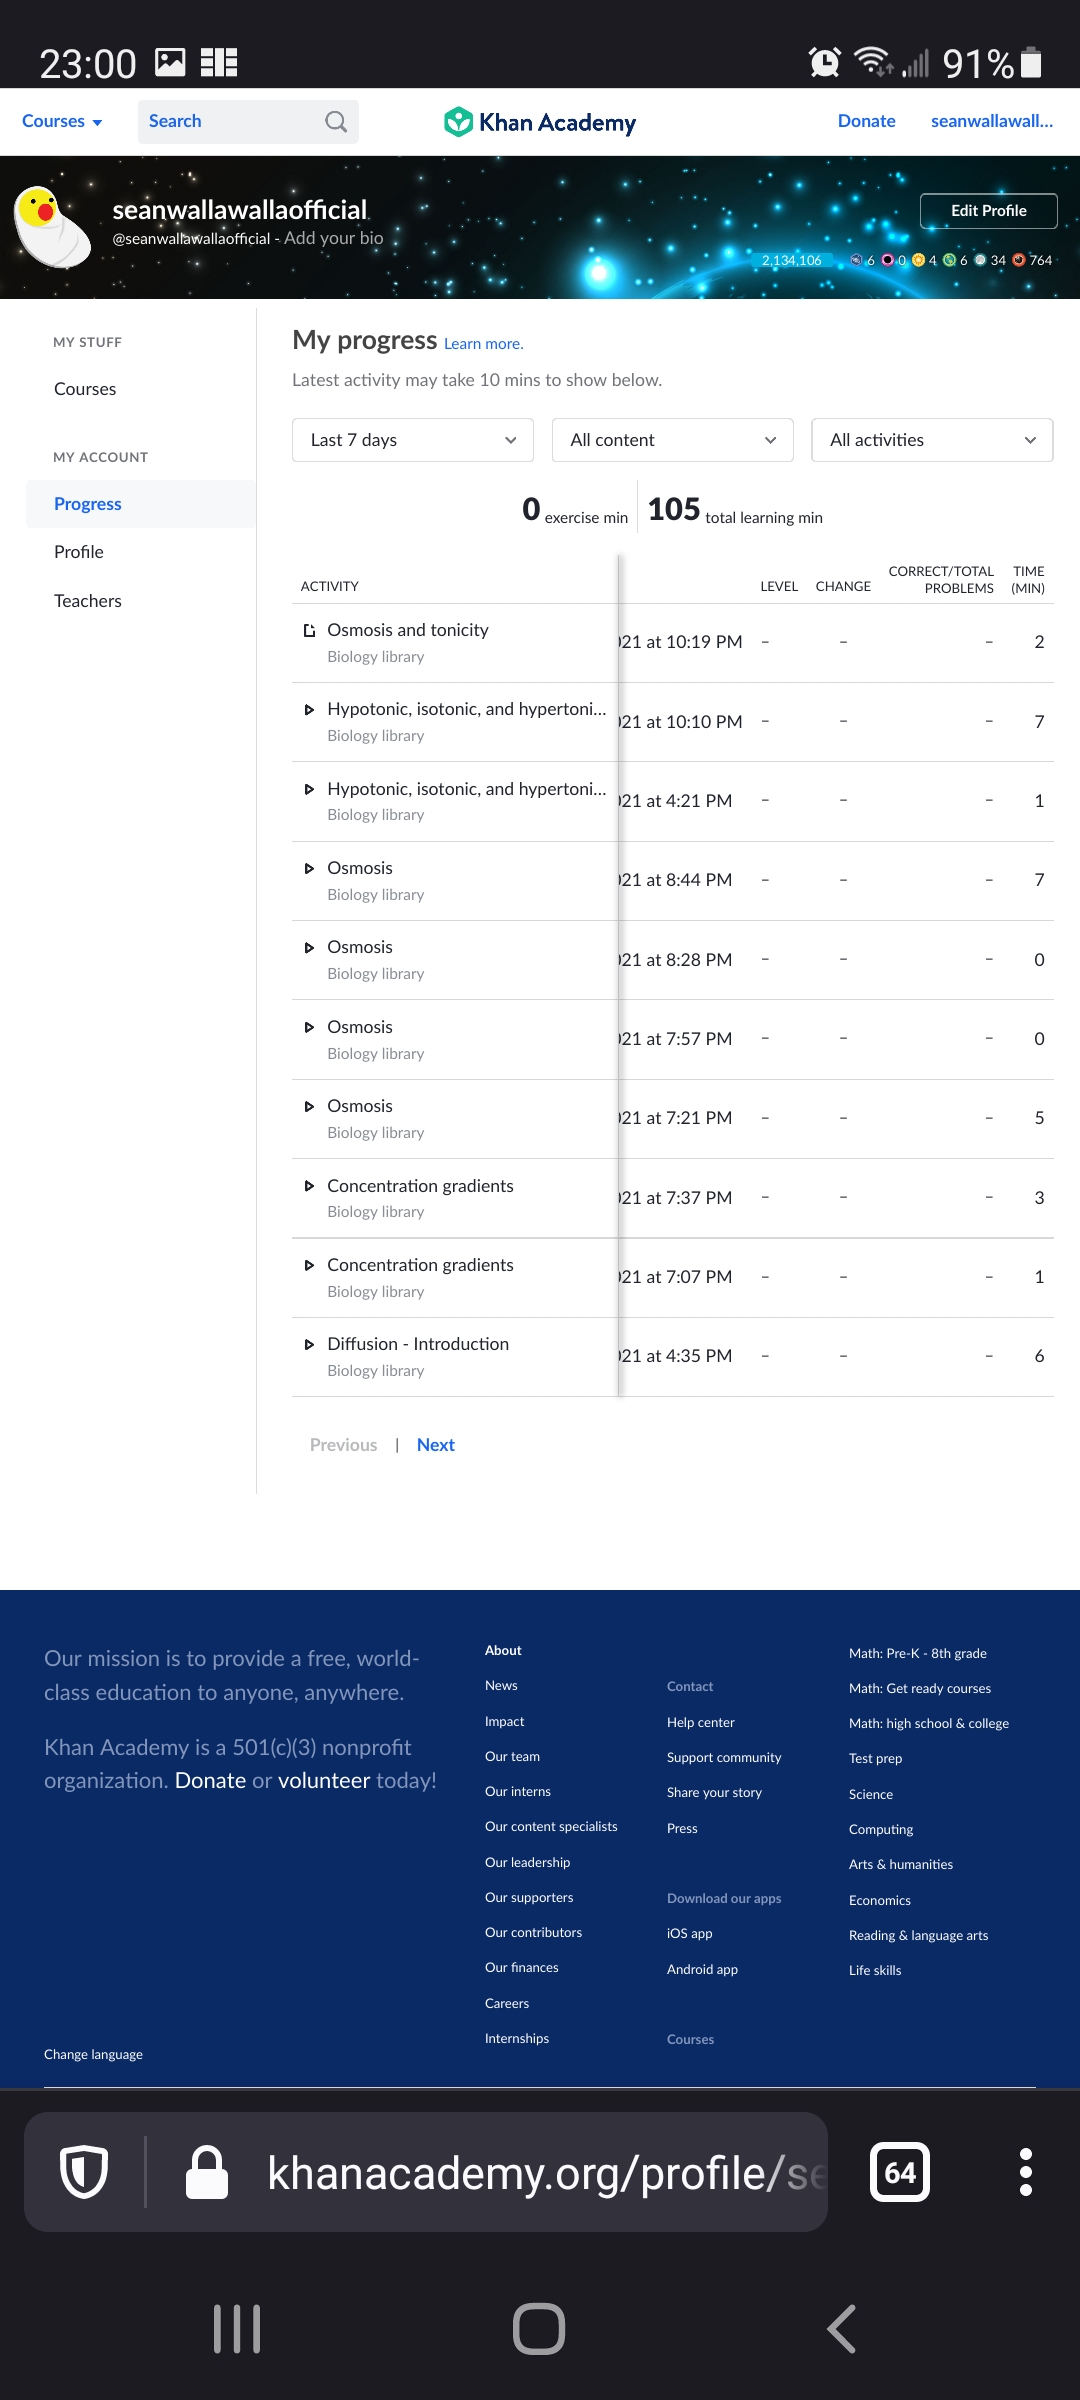 23:00
91%
Courses
Search
Khan Academy
Donate
seanwallawall...
seanwallawallaofficial
@seanwallawallaofficial - Add your bio
Edit Profile
2,134,106 6 0 4 6 34 764
MY STUFF
Courses
MY ACCOUNT
Progress
Profile
Teachers
My progress Learn more.
Latest activity may take 10 mins to show below.
Last 7 days
All content
All activities
0 exercise min
105 total learning min
ACTIVITY LEVEL CHANGE CORRECT/TOTAL PROBLEMS TIME (MIN)
Osmosis and tonicity
Biology library
021 at 10:19 PM – – – 2
Hypotonic, isotonic, and hypertoni...
Biology library
021 at 10:10 PM – – – 7
Hypotonic, isotonic, and hypertoni...
Biology library
021 at 4:21 PM – – – 1
Osmosis
Biology library
021 at 8:44 PM – – – 7
Osmosis
Biology library
021 at 8:28 PM – – – 0
Osmosis
Biology library
021 at 7:57 PM – – – 0
Osmosis
Biology library
021 at 7:21 PM – – – 5
Concentration gradients
Biology library
021 at 7:37 PM – – – 3
Concentration gradients
Biology library
021 at 7:07 PM – – – 1
Diffusion - Introduction
Biology library
021 at 4:35 PM – – – 6
Previous | Next
Our mission is to provide a free, world-
class education to anyone, anywhere.
Khan Academy is a 501(c)(3) nonprofit
organization. Donate or volunteer today!
Change language
About
News
Impact
Our team
Our interns
Our content specialists
Our leadership
Our supporters
Our contributors
Our finances
Careers
Internships
Contact
Help center
Support community
Share your story
Press
Download our apps
iOS app
Android app
Courses
Math: Pre-K - 8th grade
Math: Get ready courses
Math: high school & college
Test prep
Science
Computing
Arts & humanities
Economics
Reading & language arts
Life skills
khanacademy.org/profile/se
64